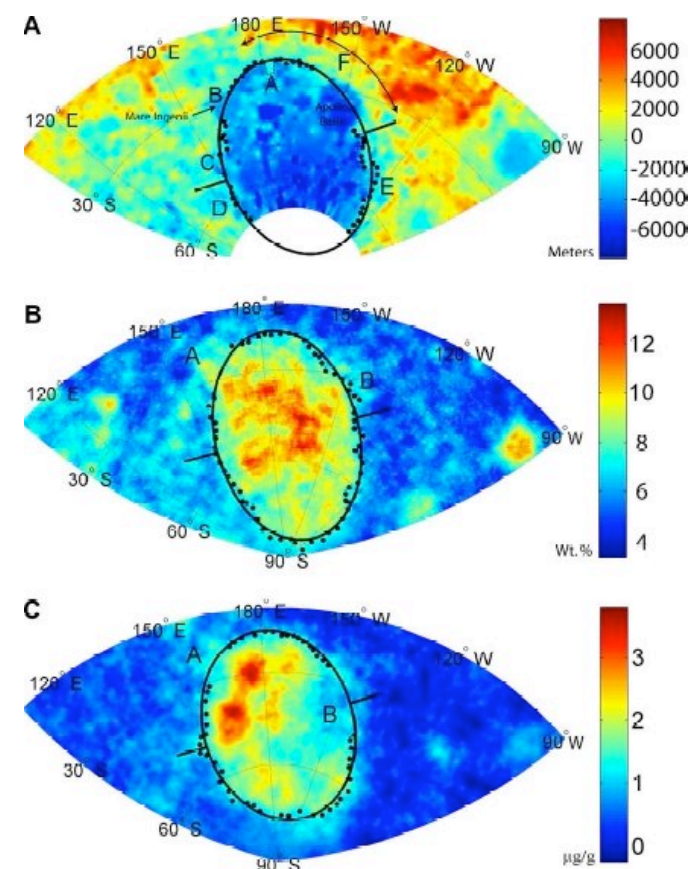 A
180° E
150° W
150° E
120° W
120° E
90° W
30° S
60° S
F
A
B
Mare Ingenii
Apollo
Basin
C
D
E
6000
4000
2000
0
-2000
-4000
-6000
Meters
B
180° E
150° W
150° E
120° W
120° E
90° W
30° S
60° S
90° S
A
B
12
10
8
6
4
Wt.%
C
180° E
150° W
150° E
120° W
120° E
90° W
30° S
60° S
90° S
A
B
3
2
1
0
µg/g